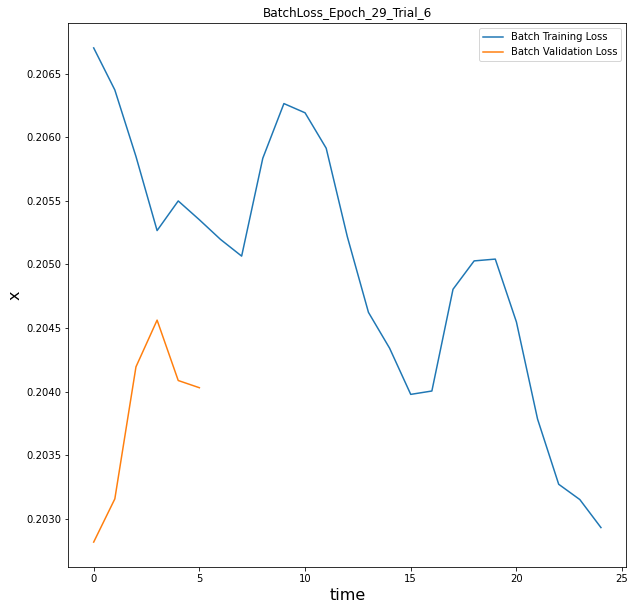 BatchLoss_Epoch_29_Trial_6
Batch Training Loss
Batch Validation Loss
0.2065
0.2060
0.2055
0.2050
0.2045
0.2040
0.2035
0.2030
x
0 5 10 15 20 25
time